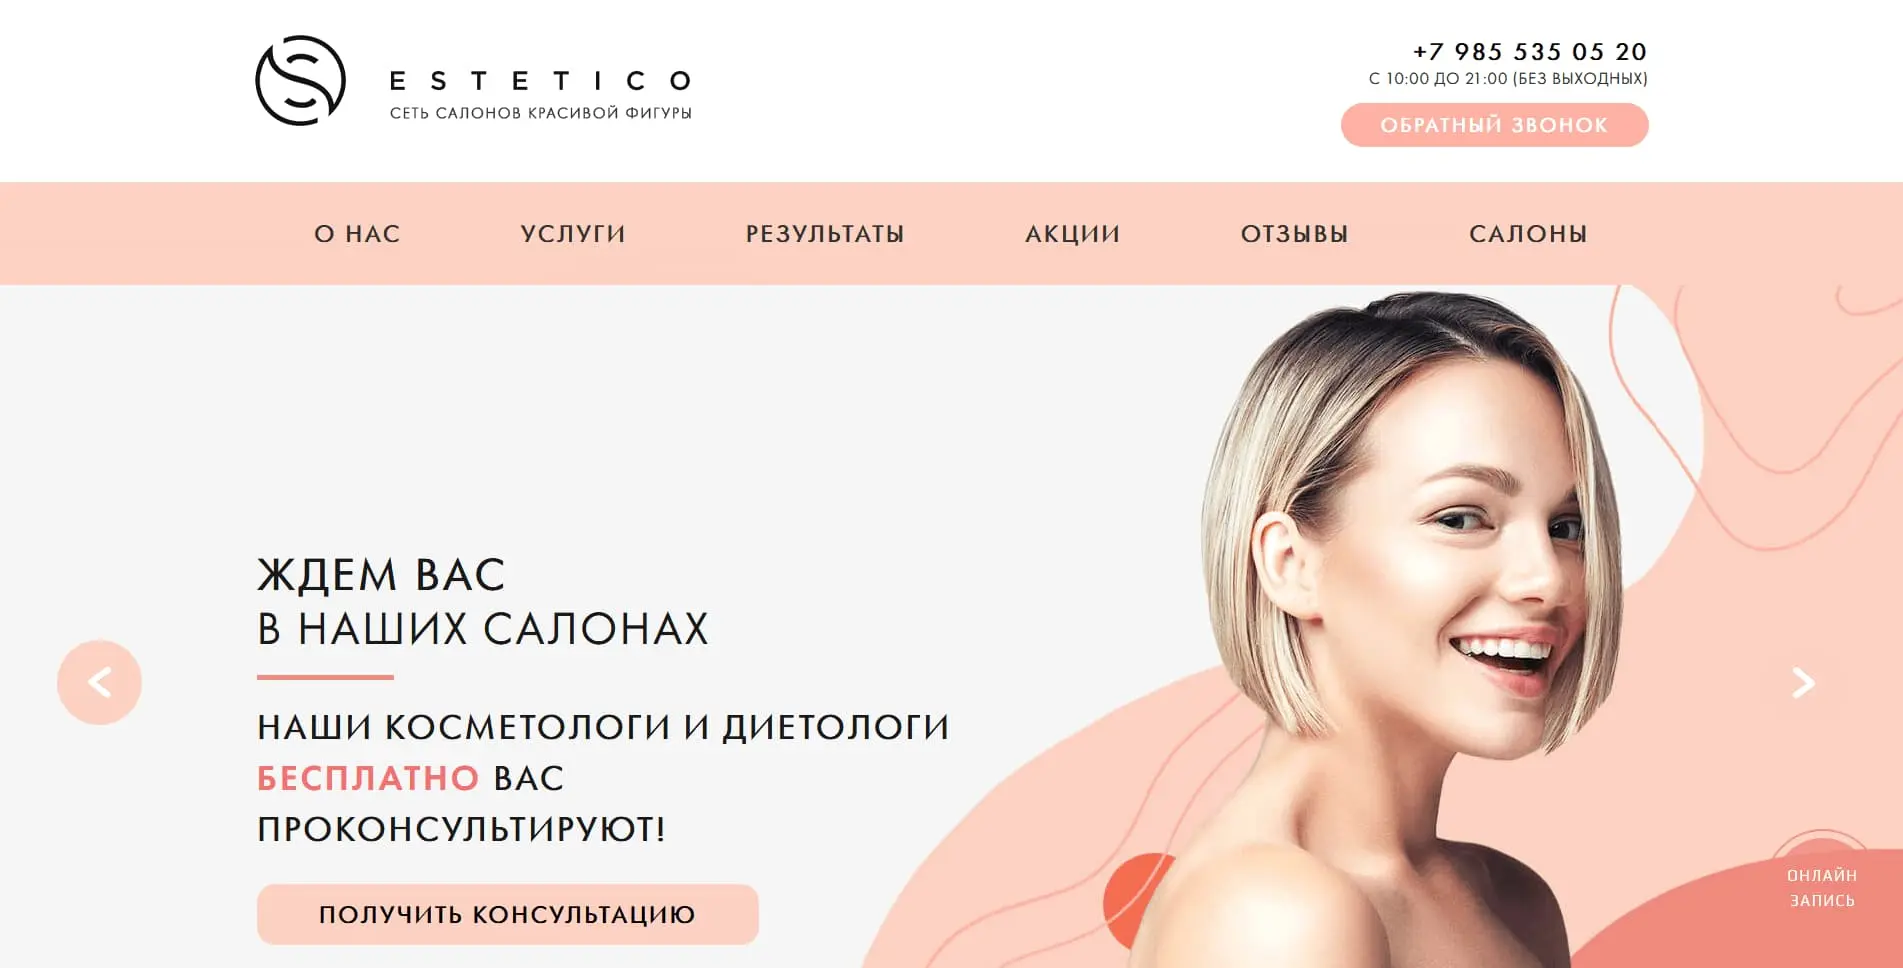 ESTETICO
СЕТЬ САЛОНОВ КРАСИВОЙ ФИГУРЫ
+7 985 535 05 20
С 10:00 ДО 21:00 (БЕЗ ВЫХОДНЫХ)
ОБРАТНЫЙ ЗВОНОК
О НАС УСЛУГИ РЕЗУЛЬТАТЫ АКЦИИ ОТЗЫВЫ САЛОНЫ
ЖДЕМ ВАС
В НАШИХ САЛОНАХ
НАШИ КОСМЕТОЛОГИ И ДИЕТОЛОГИ
БЕСПЛАТНО ВАС
ПРОКОНСУЛЬТИРУЮТ!
ПОЛУЧИТЬ КОНСУЛЬТАЦИЮ
ОНЛАЙН
ЗАПИСЬ